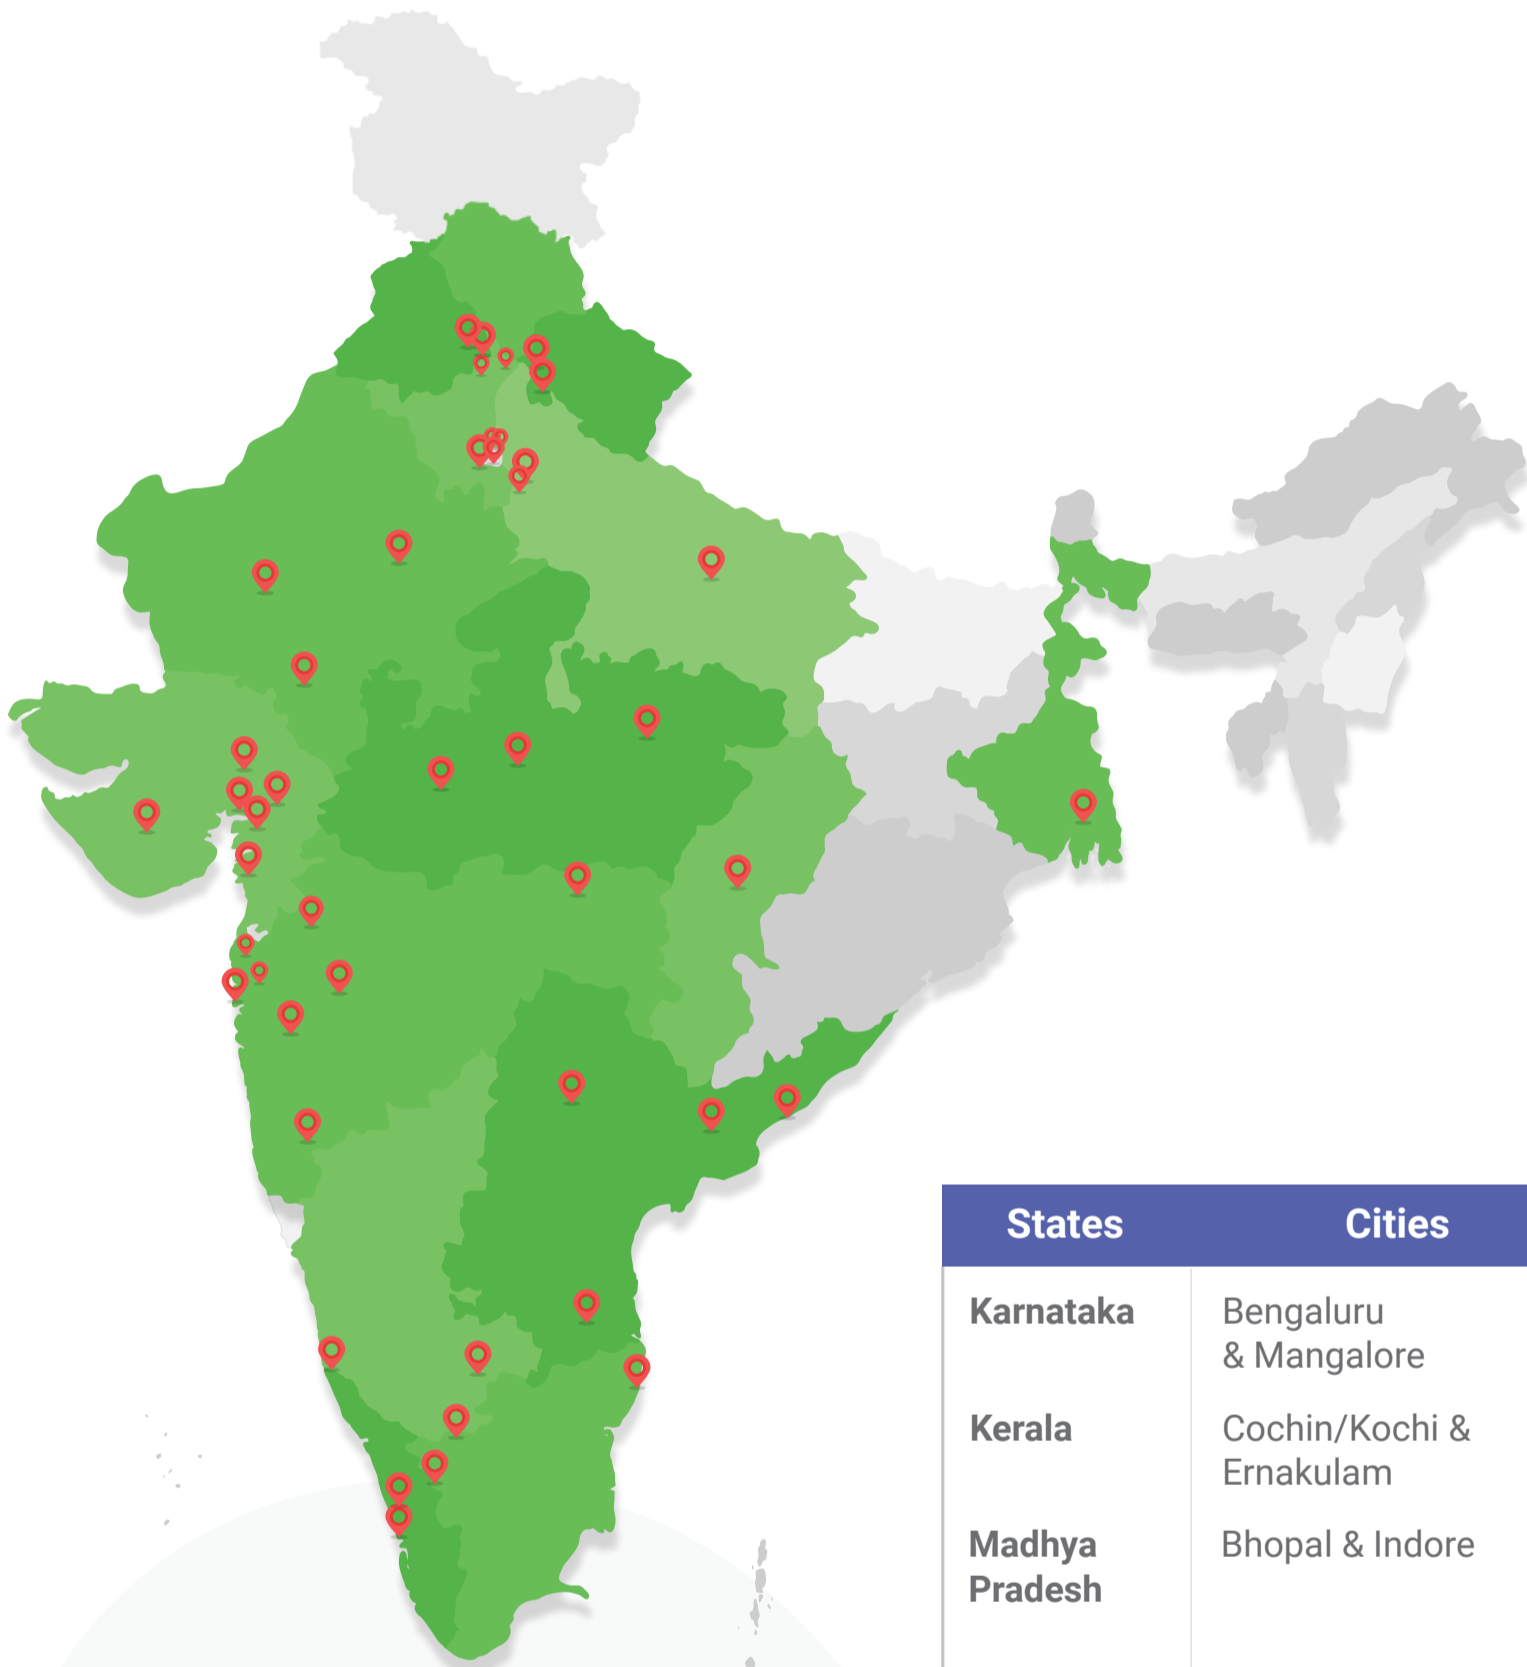 States
Cities
Karnataka
Bengaluru
& Mangalore
Kerala
Cochin/Kochi &
Ernakulam
Madhya
Pradesh
Bhopal & Indore